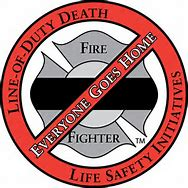 LINE-OF-DUTY DEATH
FIRE
EVERYONE GOES HOME
FIGHTER
TM
LIFE SAFETY INITIATIVES